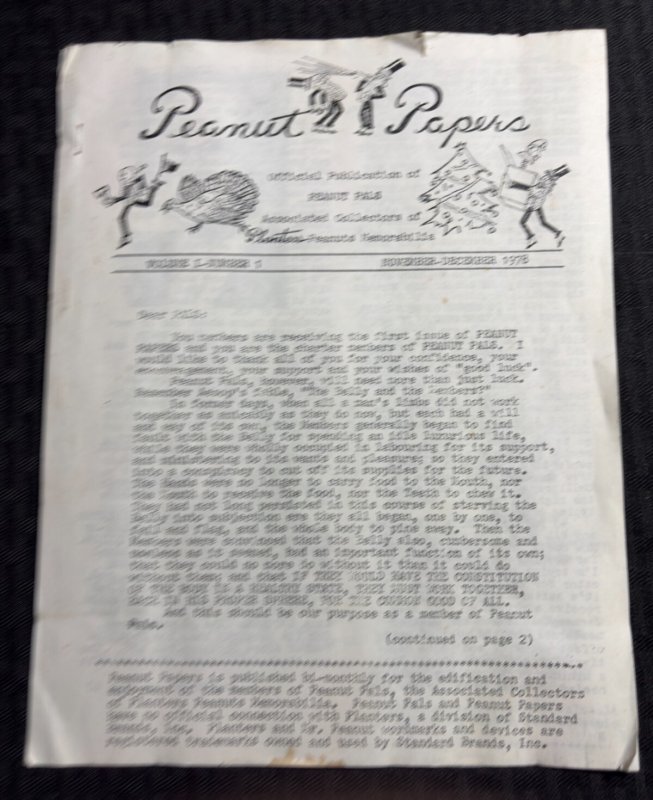 Peanut Papers
Official Publication of
PEANUT PALS
Associated Collectors of
Planters Peanuts Memorabilia
VOLUME I-NUMBER 1 NOVEMBER-DECEMBER 1978
Dear PALS:
You members are receiving the first issue of PEANUT
PAPERS and you are the charter members of PEANUT PALS. I
would like to thank all of you for your confidence, your
encouragement, your support and your wishes of "good luck".
Peanut Pals, however, will need more than just luck.
Remember Aesop's fable, "The Belly and the Members?"
In former days, when all a man's limbs did not work
together as amicably as they do now, but each had a will
and way of its own, the Members generally began to find
fault with the Belly for spending an idle luxurious life,
while they were wholly occupied in labouring for its support,
and ministering to its wants and pleasures; so they entered
into a conspiracy to cut off its supplies for the future.
The Hands were no longer to carry food to the Mouth, nor
the Mouth to receive the food, nor the Teeth to chew it.
They had not long persisted in this course of starving the
Belly into subjection ere they all began, one by one, to
fail and flag, and the whole body to pine away. Then the
Members were convinced that the Belly also, cumbersome and
useless as it seemed, had an important function of its own;
that they could no more do without it than it could do
without them; and that IF THEY WOULD HAVE THE CONSTITUTION
OF THE BODY IN A HEALTHY STATE, THEY MUST WORK TOGETHER,
EACH IN HIS PROPER SPHERE, FOR THE COMMON GOOD OF ALL.
And this should be our purpose as a member of Peanut
Pals.
(continued on page 2)
Peanut Papers is published bi-monthly for the edification and
enjoyment of the members of Peanut Pals, the Associated Collectors
of Planters Peanuts Memorabilia. Peanut Pals and Peanut Papers
have no official connection with Planters, a division of Standard
Brands, Inc. Planters and Mr. Peanut wordmarks and devices are
registered trademarks owned and used by Standard Brands, Inc.